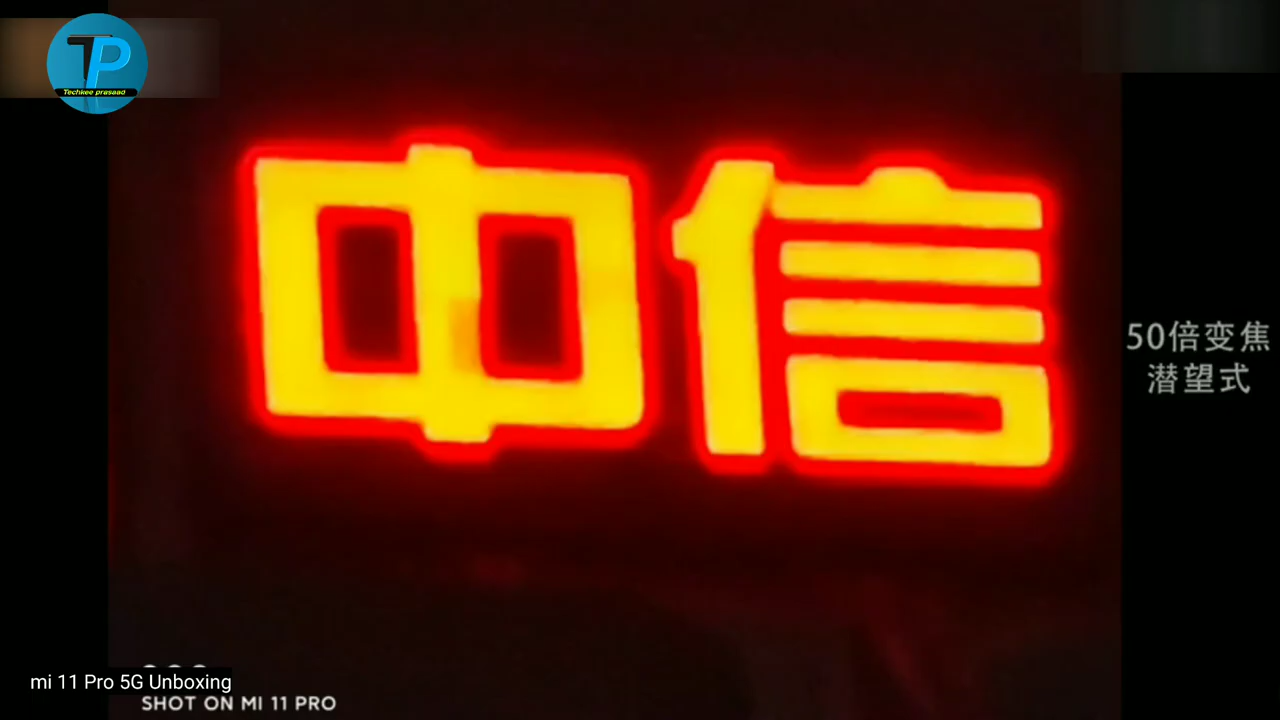 TP
Techkee prasaad
中信
50倍变焦
潜望式
mi 11 Pro 5G Unboxing
SHOT ON MI 11 PRO